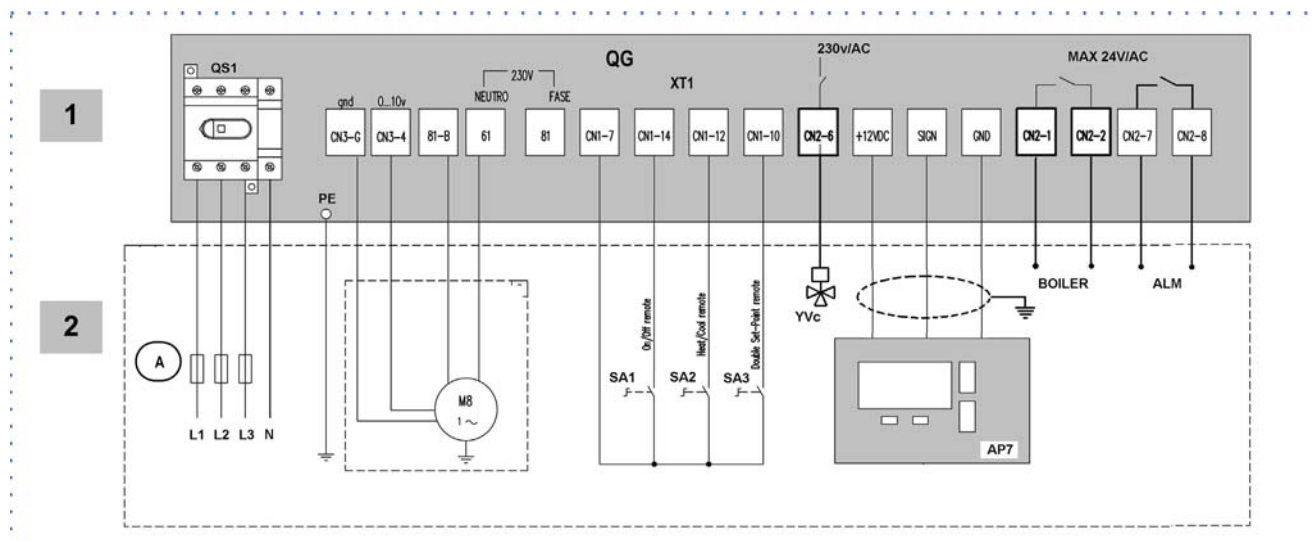 QG
XT1
QS1
230v/AC
MAX 24V/AC
230V
gnd
0...10v
NEUTRO
FASE
1
CN3-G
CN3-4
81-B
61
81
CN1-7
CN1-14
CN1-12
CN1-10
CN2-6
+12VDC
SIGN
GND
CN2-1
CN2-2
CN2-7
CN2-8
PE
2
A
L1
L2
L3
N
M8
1~
On/Off remote
Heat/Cool remote
Double Set-Point remote
SA1
SA2
SA3
YVc
BOILER
ALM
AP7